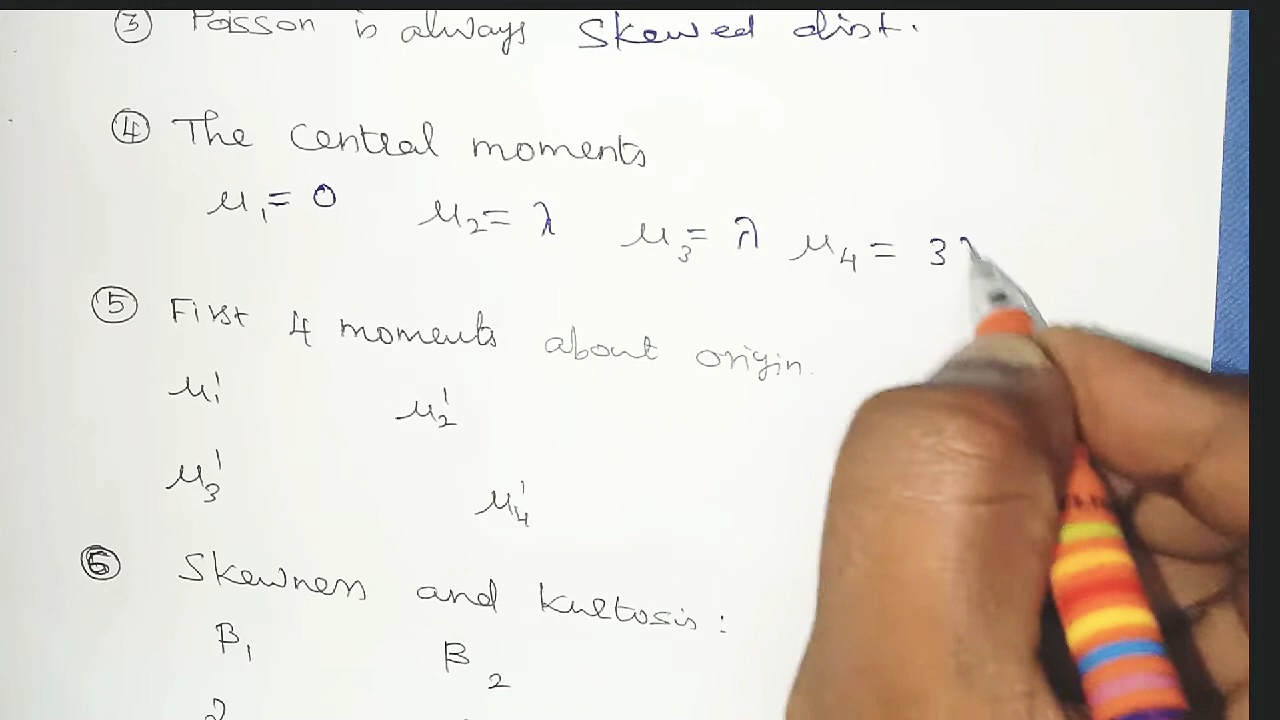 ③ Poisson is always Skewed dist.
④ The Central moments
μ₁ = 0 μ₂ = λ μ₃ = λ μ₄ = 3
⑤ First 4 moments about origin.
μ₁' μ₂'
μ₃' μ₄'
⑥ Skewness and kurtosis :
β₁ β₂